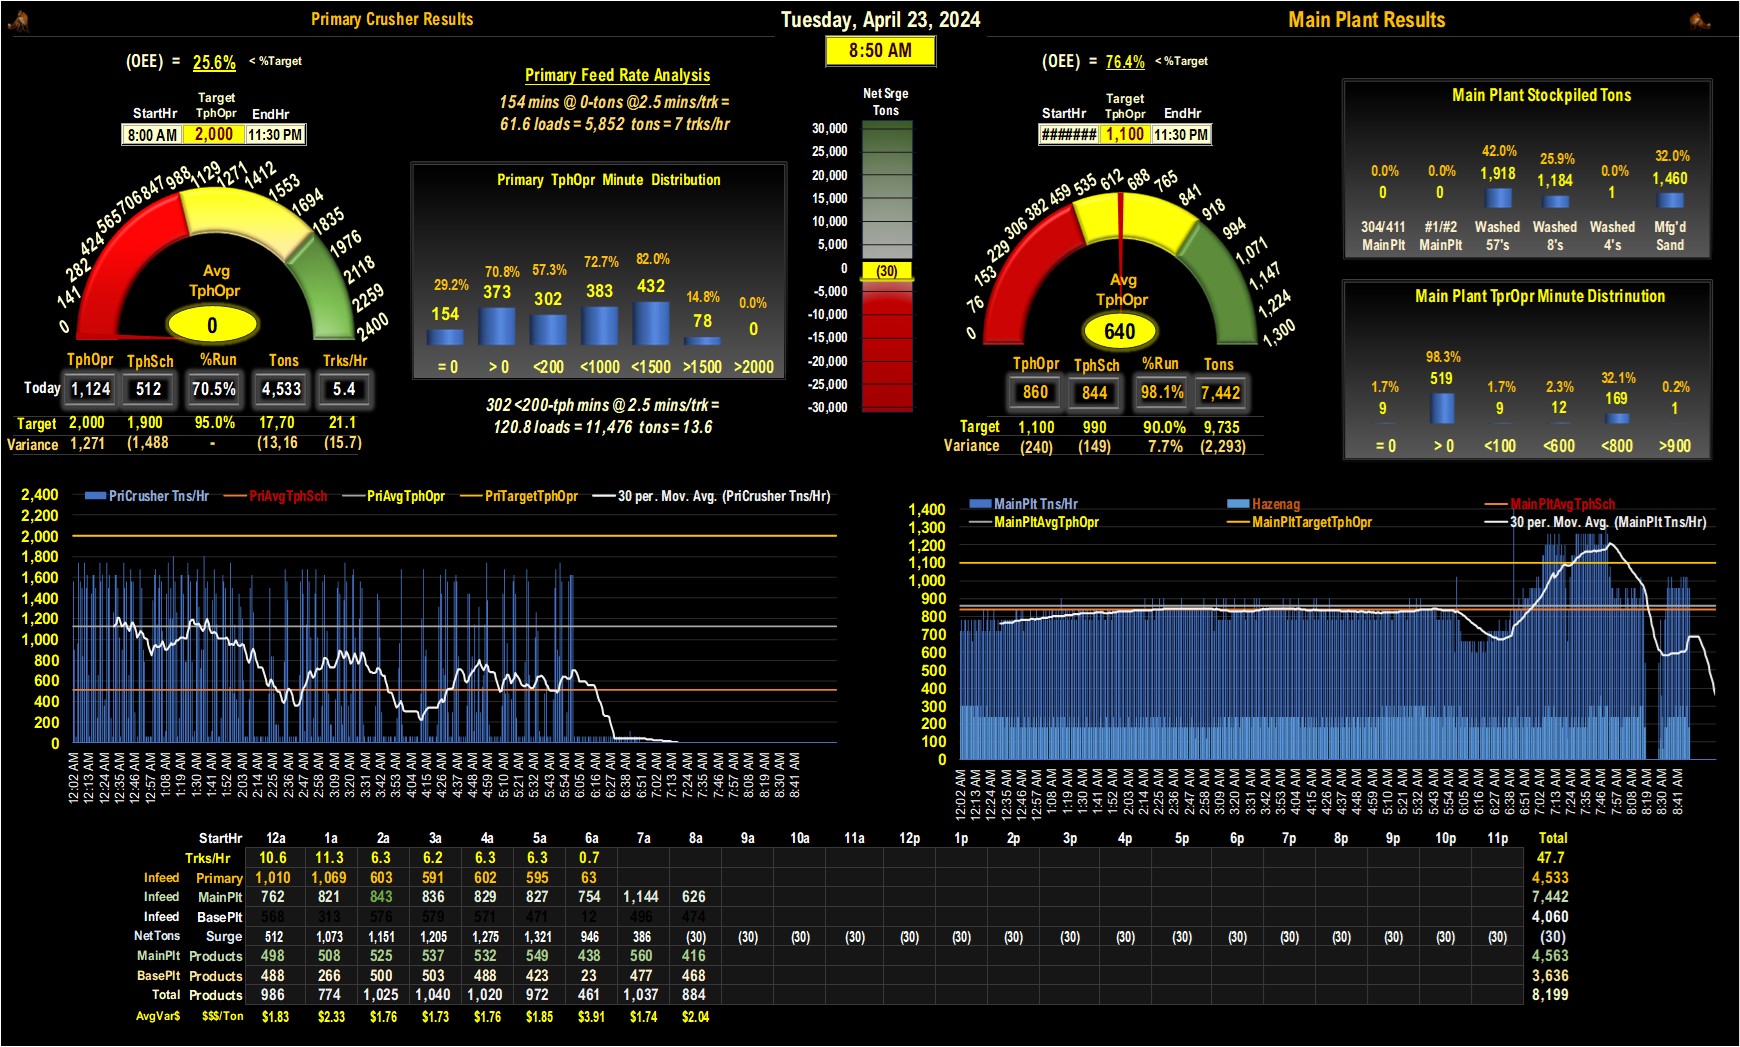 Primary Crusher Results
Tuesday, April 23, 2024
Main Plant Results
8:50 AM
(OEE) = 25.6% < %Target
StartHr Target TphOpr EndHr
8:00 AM 2,000 11:30 PM
0 141 282 424 565 706 847 988 1129 1271 1412 1553 1694 1835 1976 2118 2259 2400
Avg
TphOpr
0
TphOpr TphSch %Run Tons Trks/Hr
Today 1,124 512 70.5% 4,533 5.4
Target 2,000 1,900 95.0% 17,70 21.1
Variance 1,271 (1,488 - (13,16 (15.7)
Primary Feed Rate Analysis
154 mins @ 0-tons @2.5 mins/trk =
61.6 loads = 5,852 tons = 7 trks/hr
Primary TphOpr Minute Distribution
29.2% 70.8% 57.3% 72.7% 82.0% 14.8% 0.0%
154 373 302 383 432 78 0
= 0 > 0 <200 <1000 <1500 >1500 >2000
302 <200-tph mins @ 2.5 mins/trk =
120.8 loads = 11,476 tons = 13.6
Net Srge
Tons
30,000
25,000
20,000
15,000
10,000
5,000
0 (30)
-5,000
-10,000
-15,000
-20,000
-25,000
-30,000
(OEE) = 76.4% < %Target
StartHr Target TphOpr EndHr
####### 1,100 11:30 PM
0 76 153 229 306 382 459 535 612 688 765 841 918 994 1,071 1,147 1,224 1,300
Avg
TphOpr
640
TphOpr TphSch %Run Tons
860 844 98.1% 7,442
Target 1,100 990 90.0% 9,735
Variance (240) (149) 7.7% (2,293)
Main Plant Stockpiled Tons
0.0% 0.0% 42.0% 25.9% 0.0% 32.0%
0 0 1,918 1,184 1 1,460
304/411 #1/#2 Washed Washed Washed Mfg'd
MainPlt MainPlt 57's 8's 4's Sand
Main Plant TprOpr Minute Distrinution
1.7% 98.3% 1.7% 2.3% 32.1% 0.2%
9 519 9 12 169 1
= 0 > 0 <100 <600 <800 >900
PriCrusher Tns/Hr PriAvgTphSch PriAvgTphOpr PriTargetTphOpr 30 per. Mov. Avg. (PriCrusher Tns/Hr)
2,400
2,200
2,000
1,800
1,600
1,400
1,200
1,000
800
600
400
200
0
12:02 AM 12:13 AM 12:24 AM 12:35 AM 12:46 AM 12:57 AM 1:08 AM 1:19 AM 1:30 AM 1:41 AM 1:52 AM 2:03 AM 2:14 AM 2:25 AM 2:36 AM 2:47 AM 2:58 AM 3:09 AM 3:20 AM 3:31 AM 3:42 AM 3:53 AM 4:04 AM 4:15 AM 4:26 AM 4:37 AM 4:48 AM 4:59 AM 5:10 AM 5:21 AM 5:32 AM 5:43 AM 5:54 AM 6:05 AM 6:16 AM 6:27 AM 6:38 AM 6:51 AM 7:02 AM 7:13 AM 7:24 AM 7:35 AM 7:46 AM 7:57 AM 8:08 AM 8:19 AM 8:30 AM 8:41 AM
MainPlt Tns/Hr Hazenag MainPltAvgTphSch
MainPltAvgTphOpr MainPltTargetTphOpr 30 per. Mov. Avg. (MainPlt Tns/Hr)
1,400
1,300
1,200
1,100
1,000
900
800
700
600
500
400
300
200
100
0
12:02 AM 12:13 AM 12:24 AM 12:35 AM 12:46 AM 12:57 AM 1:08 AM 1:19 AM 1:30 AM 1:41 AM 1:52 AM 2:03 AM 2:14 AM 2:25 AM 2:36 AM 2:47 AM 2:58 AM 3:09 AM 3:20 AM 3:31 AM 3:42 AM 3:53 AM 4:04 AM 4:15 AM 4:26 AM 4:37 AM 4:48 AM 4:59 AM 5:10 AM 5:21 AM 5:32 AM 5:43 AM 5:54 AM 6:05 AM 6:16 AM 6:27 AM 6:38 AM 6:51 AM 7:02 AM 7:13 AM 7:24 AM 7:35 AM 7:46 AM 7:57 AM 8:08 AM 8:19 AM 8:30 AM 8:41 AM
StartHr 12a 1a 2a 3a 4a 5a 6a 7a 8a 9a 10a 11a 12p 1p 2p 3p 4p 5p 6p 7p 8p 9p 10p 11p Total
Trks/Hr 10.6 11.3 6.3 6.2 6.3 6.3 0.7 47.7
Infeed Primary 1,010 1,069 603 591 602 595 63 4,533
Infeed MainPlt 762 821 843 836 829 827 754 1,144 626 7,442
Infeed BasePlt 568 313 576 579 571 471 12 496 474 4,060
NetTons Surge 512 1,073 1,151 1,205 1,275 1,321 946 386 (30) (30) (30) (30) (30) (30) (30) (30) (30) (30) (30) (30) (30) (30) (30) (30) (30)
MainPlt Products 498 508 525 537 532 549 438 560 416 4,563
BasePlt Products 488 266 500 503 488 423 23 477 468 3,636
Total Products 986 774 1,025 1,040 1,020 972 461 1,037 884 8,199
AvgVar$ $$$/Ton $1.83 $2.33 $1.76 $1.73 $1.76 $1.85 $3.91 $1.74 $2.04